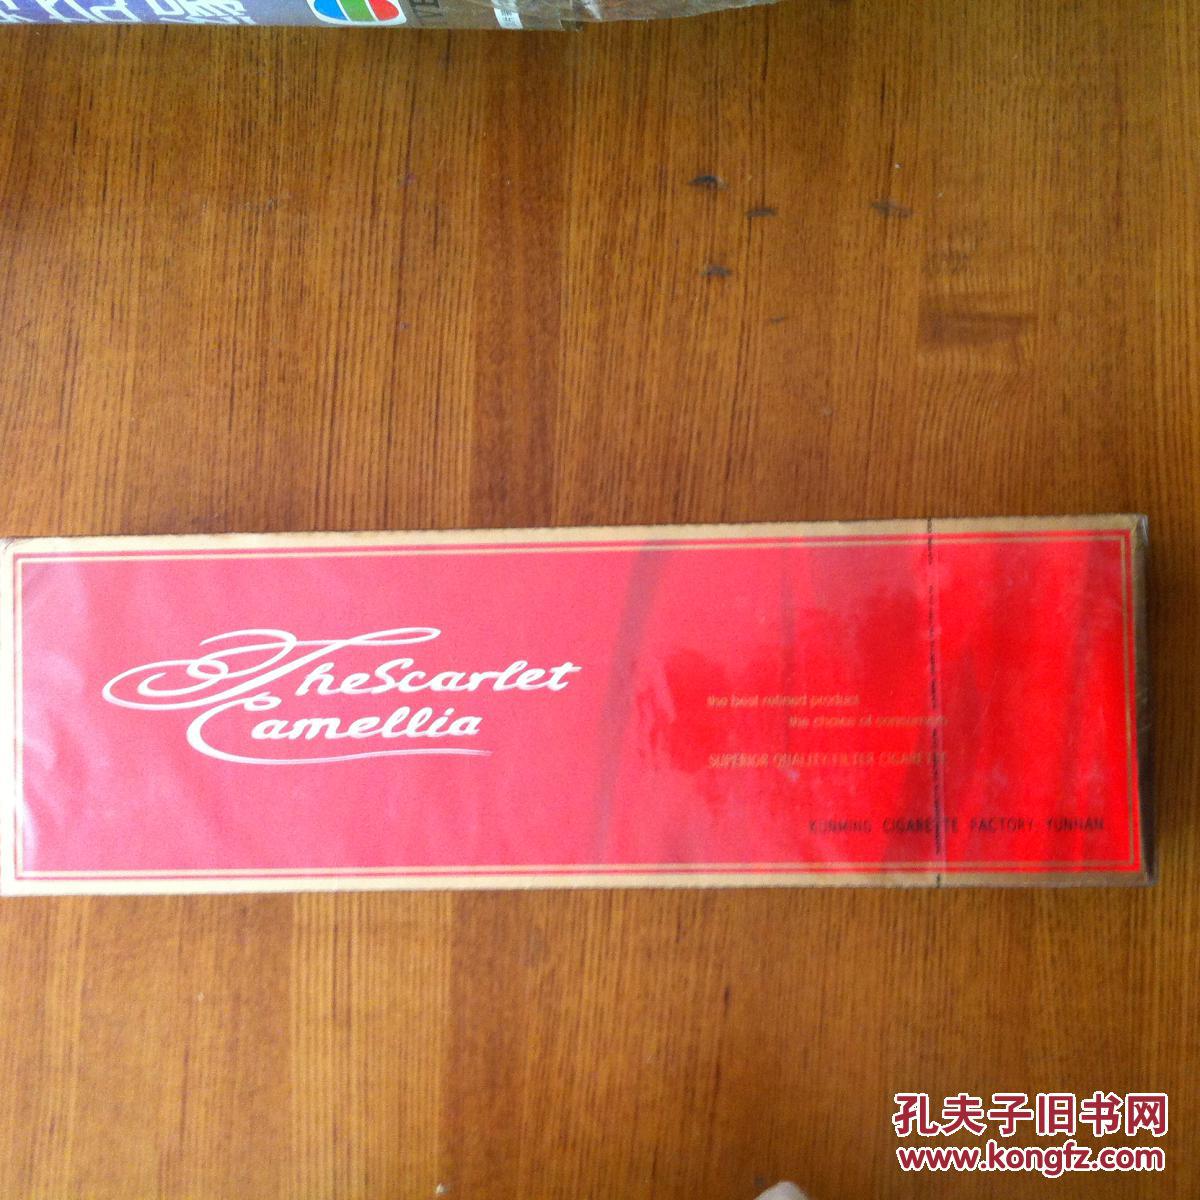 The Scarlet
Camellia
the best refined product
the choice of consumers
SUPERIOR QUALITY FILTER CIGARETTE
KUNMING CIGARETTE FACTORY YUNNAN
孔夫子旧书网
www.kongfz.com